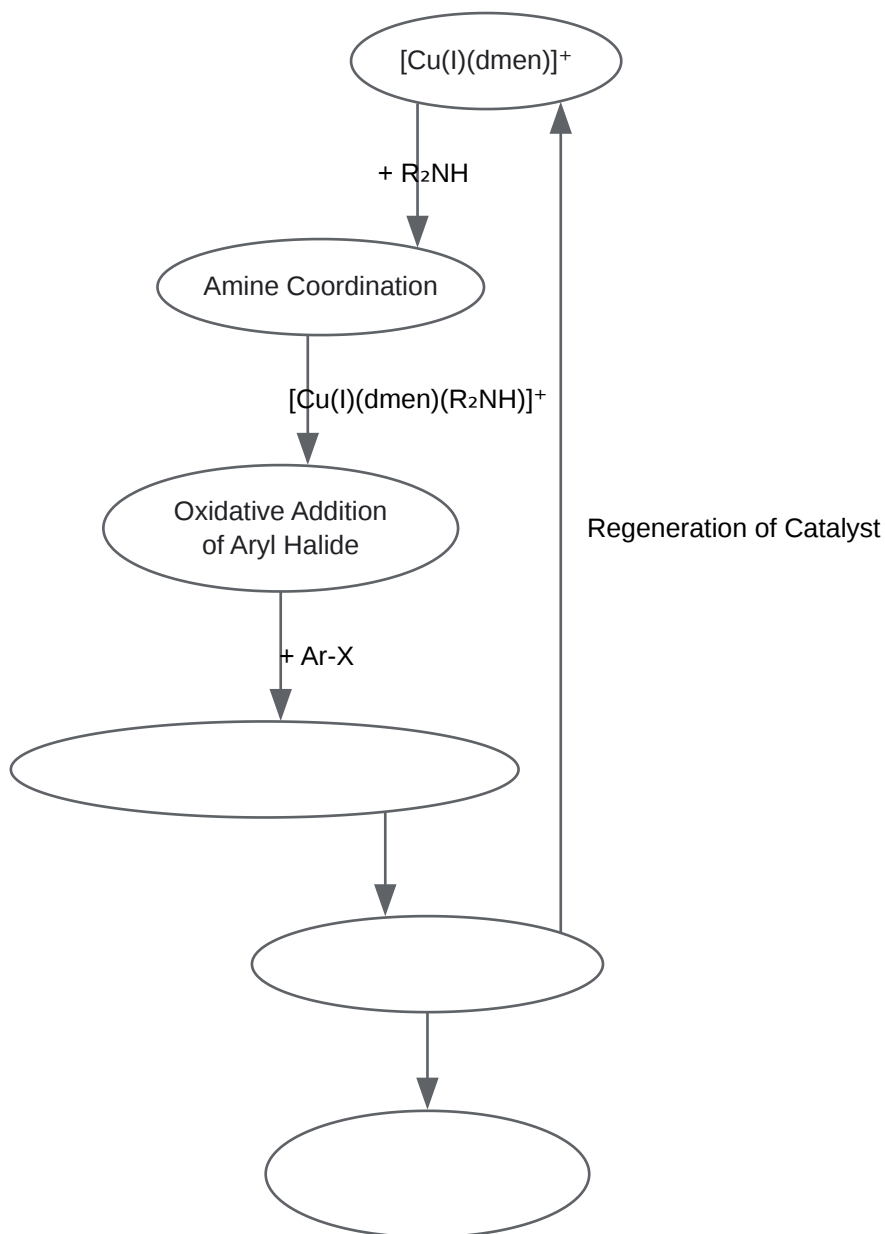 [Cu(I)(dmen)]⁺
+ R₂NH
Amine Coordination
[Cu(I)(dmen)(R₂NH)]⁺
Oxidative Addition
of Aryl Halide
Regeneration of Catalyst
+ Ar-X